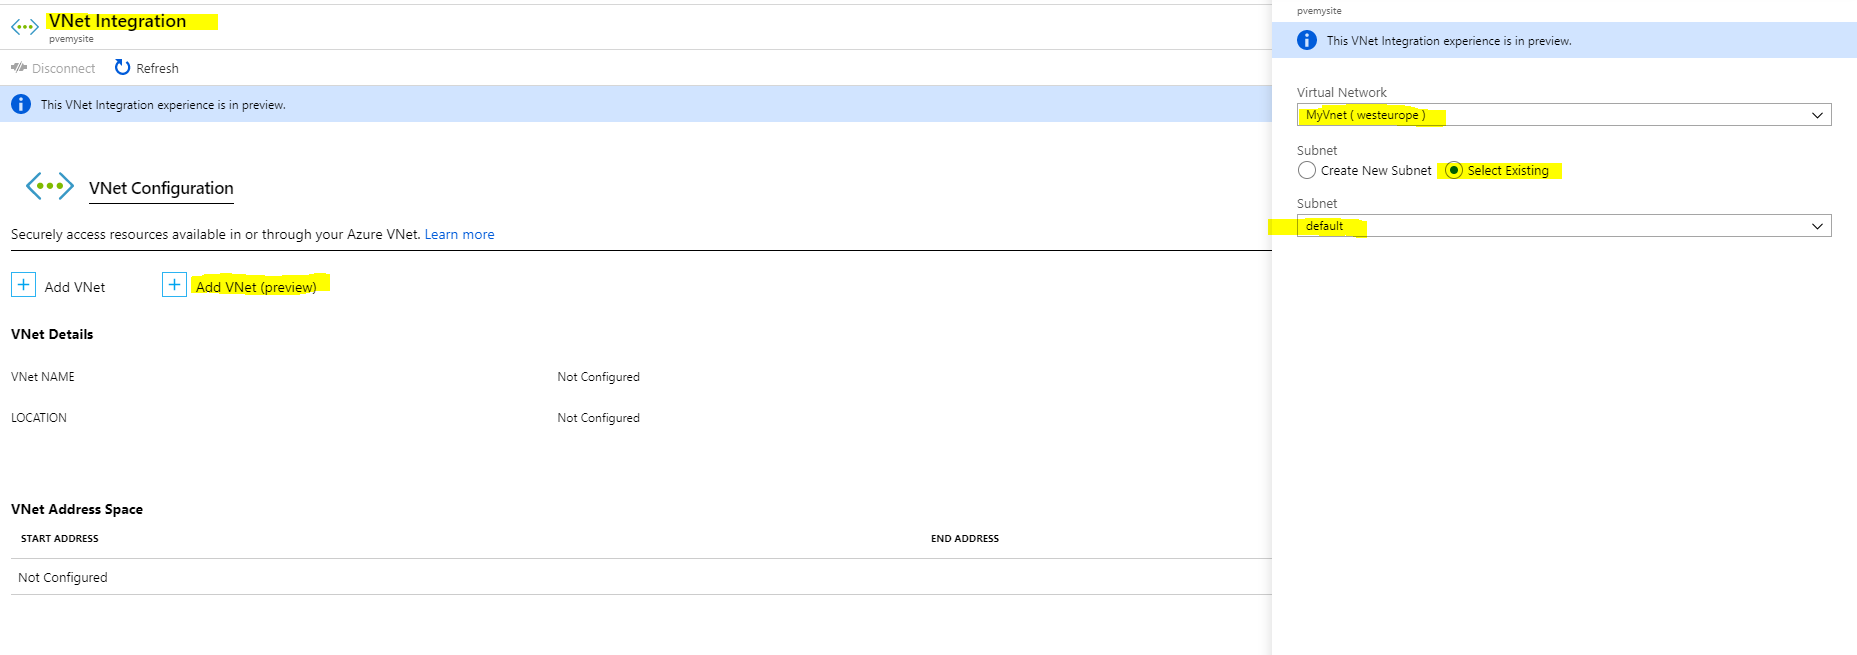 VNet Integration
pvemysite
Disconnect Refresh
This VNet Integration experience is in preview.
VNet Configuration
Securely access resources available in or through your Azure VNet. Learn more
Add VNet Add VNet (preview)
VNet Details
VNet NAME Not Configured
LOCATION Not Configured
VNet Address Space
START ADDRESS END ADDRESS
Not Configured
pvemysite
This VNet Integration experience is in preview.
Virtual Network
MyVnet ( westeurope )
Subnet
Create New Subnet Select Existing
Subnet
default